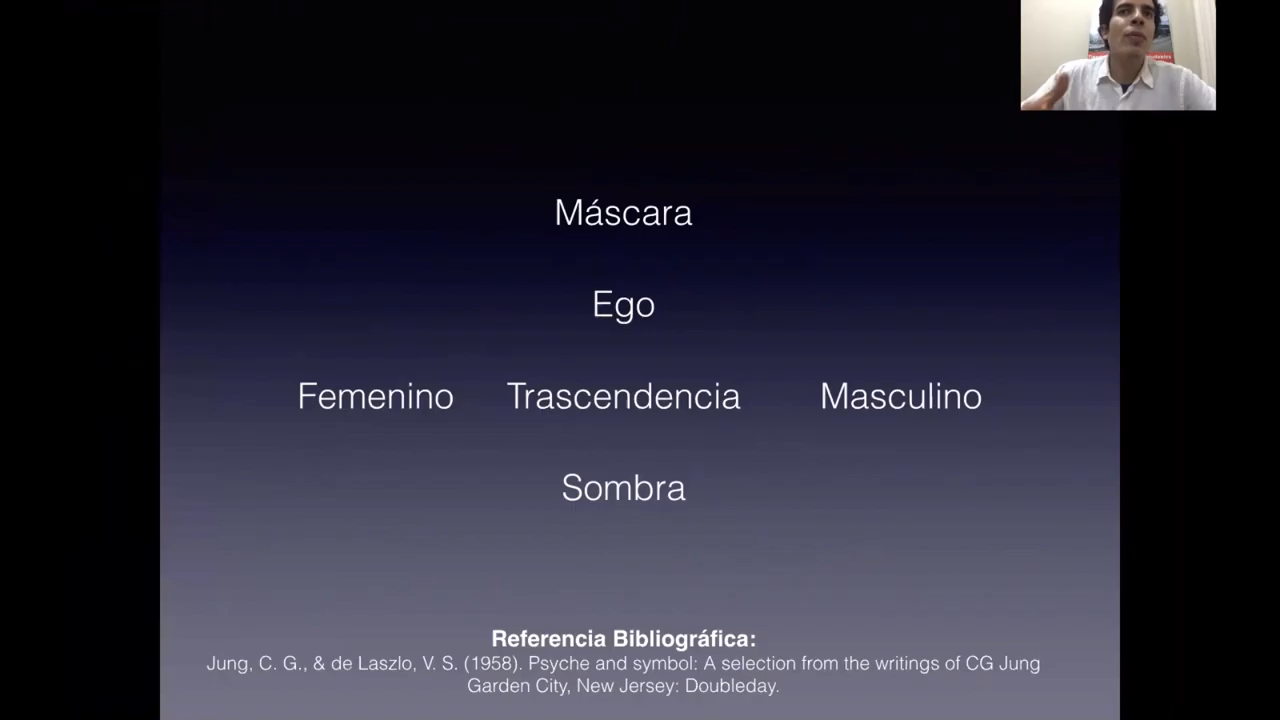 Máscara
Ego
Femenino Trascendencia Masculino
Sombra
Referencia Bibliográfica:
Jung, C. G., & de Laszlo, V. S. (1958). Psyche and symbol: A selection from the writings of CG Jung
Garden City, New Jersey: Doubleday.